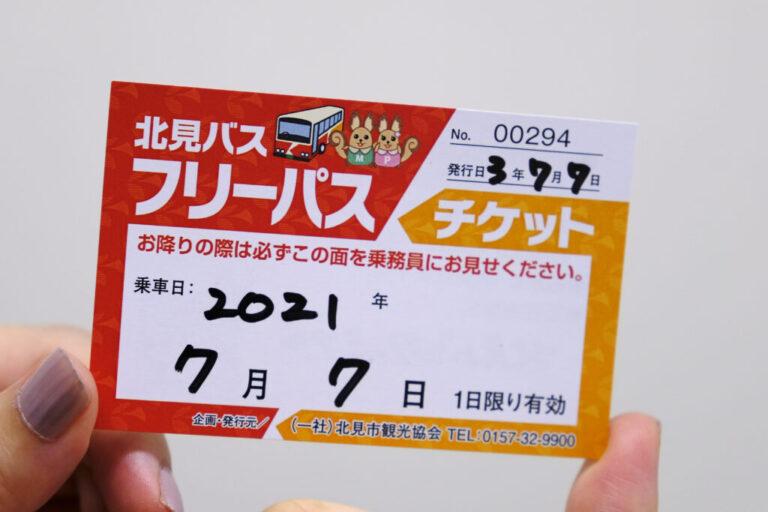 北見バス
フリーパス
チケット
No. 00294
発行日 3年7月7日
M P
お降りの際は必ずこの面を乗務員にお見せください。
乗車日: 2021 年
7 月 7 日 1日限り有効
企画・発行元/ (一社)北見市観光協会 TEL:0157-32-9900